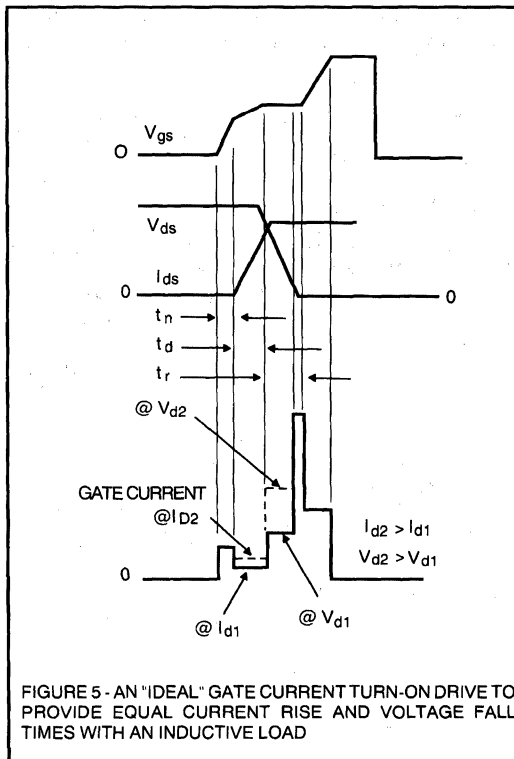 Vgs
O
Vds
Ids
0
0
tn
td
tr
@ Vd2
GATE CURRENT
@ID2
Id2 > Id1
Vd2 > Vd1
0
@ Id1
@ Vd1
FIGURE 5 - AN "IDEAL" GATE CURRENT TURN-ON DRIVE TO
PROVIDE EQUAL CURRENT RISE AND VOLTAGE FALL
TIMES WITH AN INDUCTIVE LOAD